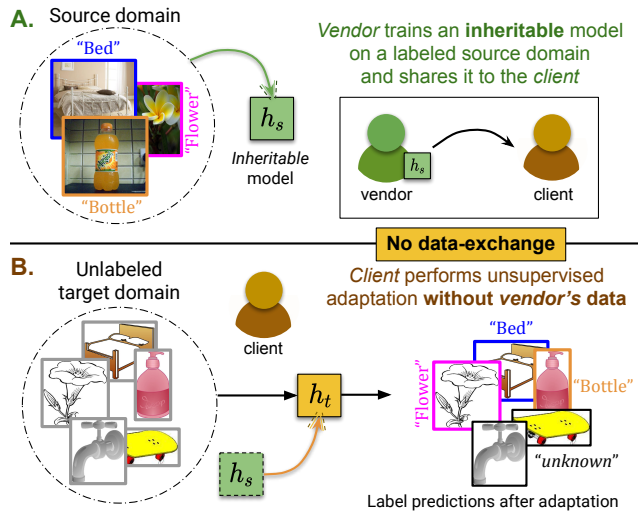 A.
Source domain
"Bed"
"Flower"
"Bottle"
h_s
Inheritable
model
Vendor trains an inheritable model
on a labeled source domain
and shares it to the client
h_s
vendor
client
No data-exchange
B.
Unlabeled
target domain
client
Client performs unsupervised
adaptation without vendor's data
h_t
h_s
"Bed"
"Flower"
"Bottle"
"unknown"
Label predictions after adaptation